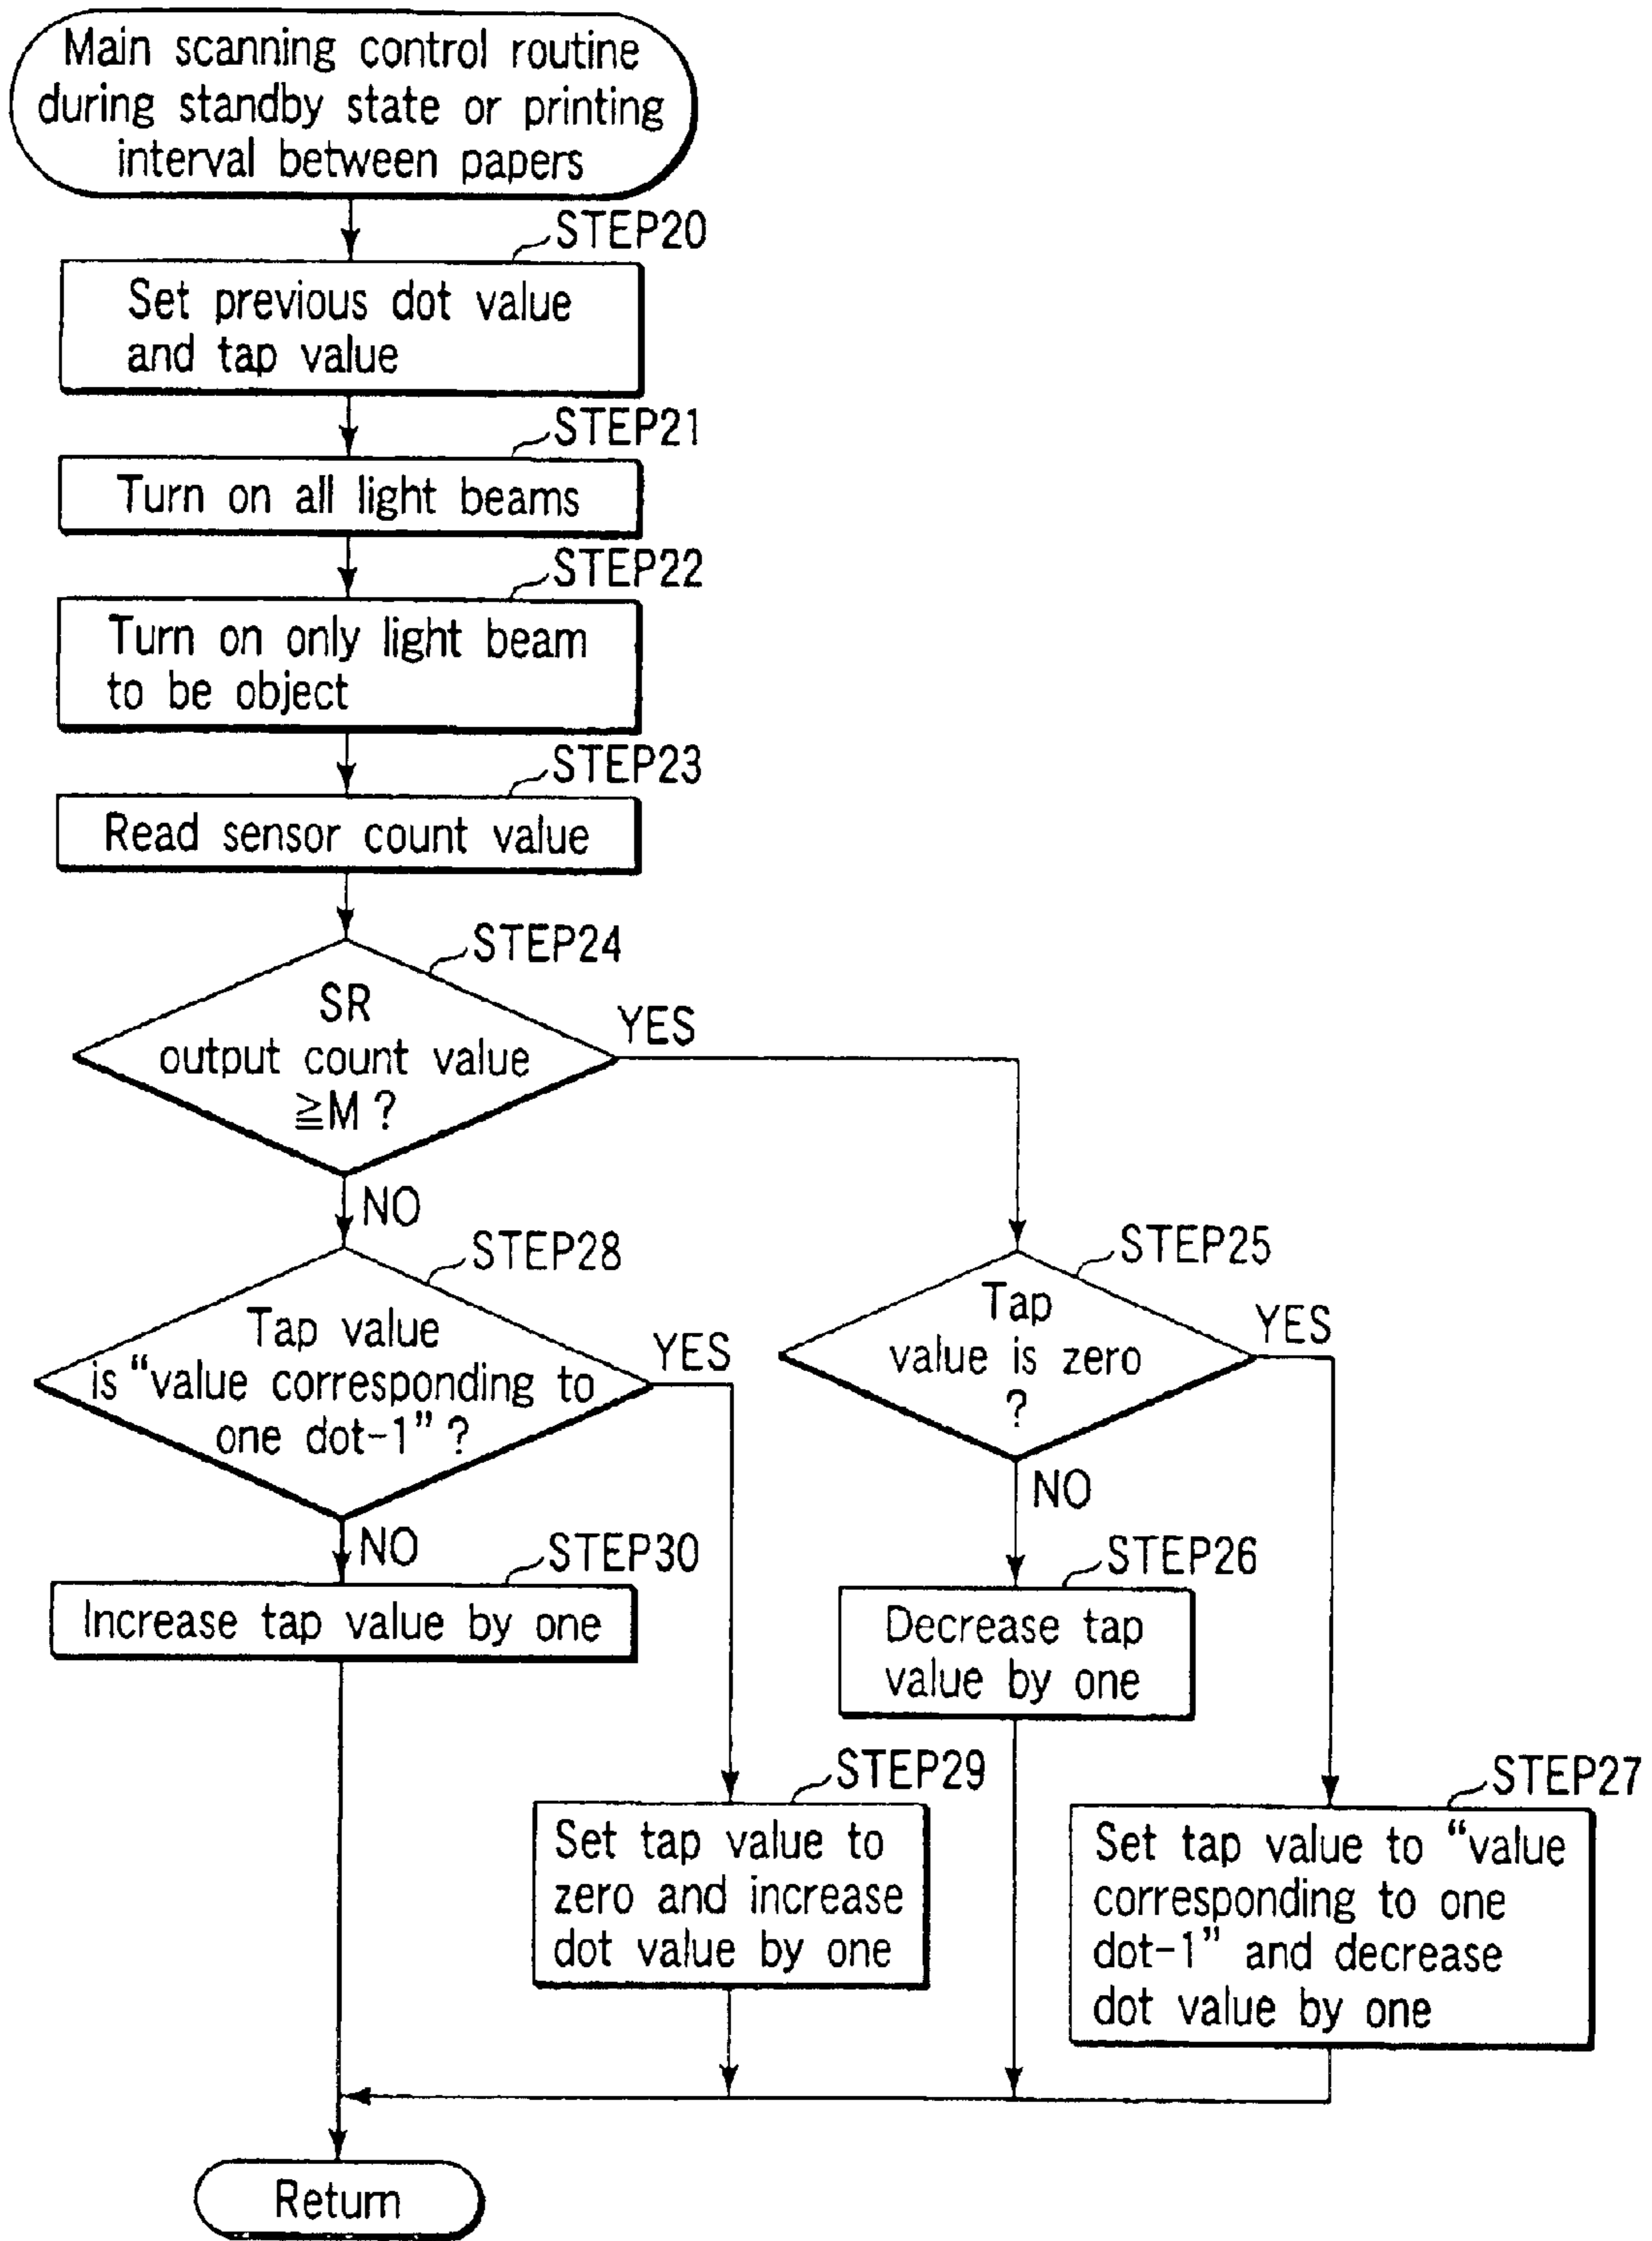 Main scanning control routine
during standby state or printing
interval between papers
STEP20
Set previous dot value
and tap value
STEP21
Turn on all light beams
STEP22
Turn on only light beam
to be object
STEP23
Read sensor count value
STEP24
SR
output count value
≧M ?
YES
NO
STEP28
Tap value
is “value corresponding to
one dot-1” ?
YES
NO
STEP25
Tap
value is zero
?
YES
NO
STEP30
Increase tap value by one
STEP26
Decrease tap
value by one
STEP29
Set tap value to
zero and increase
dot value by one
STEP27
Set tap value to “value
corresponding to one
dot-1” and decrease
dot value by one
Return